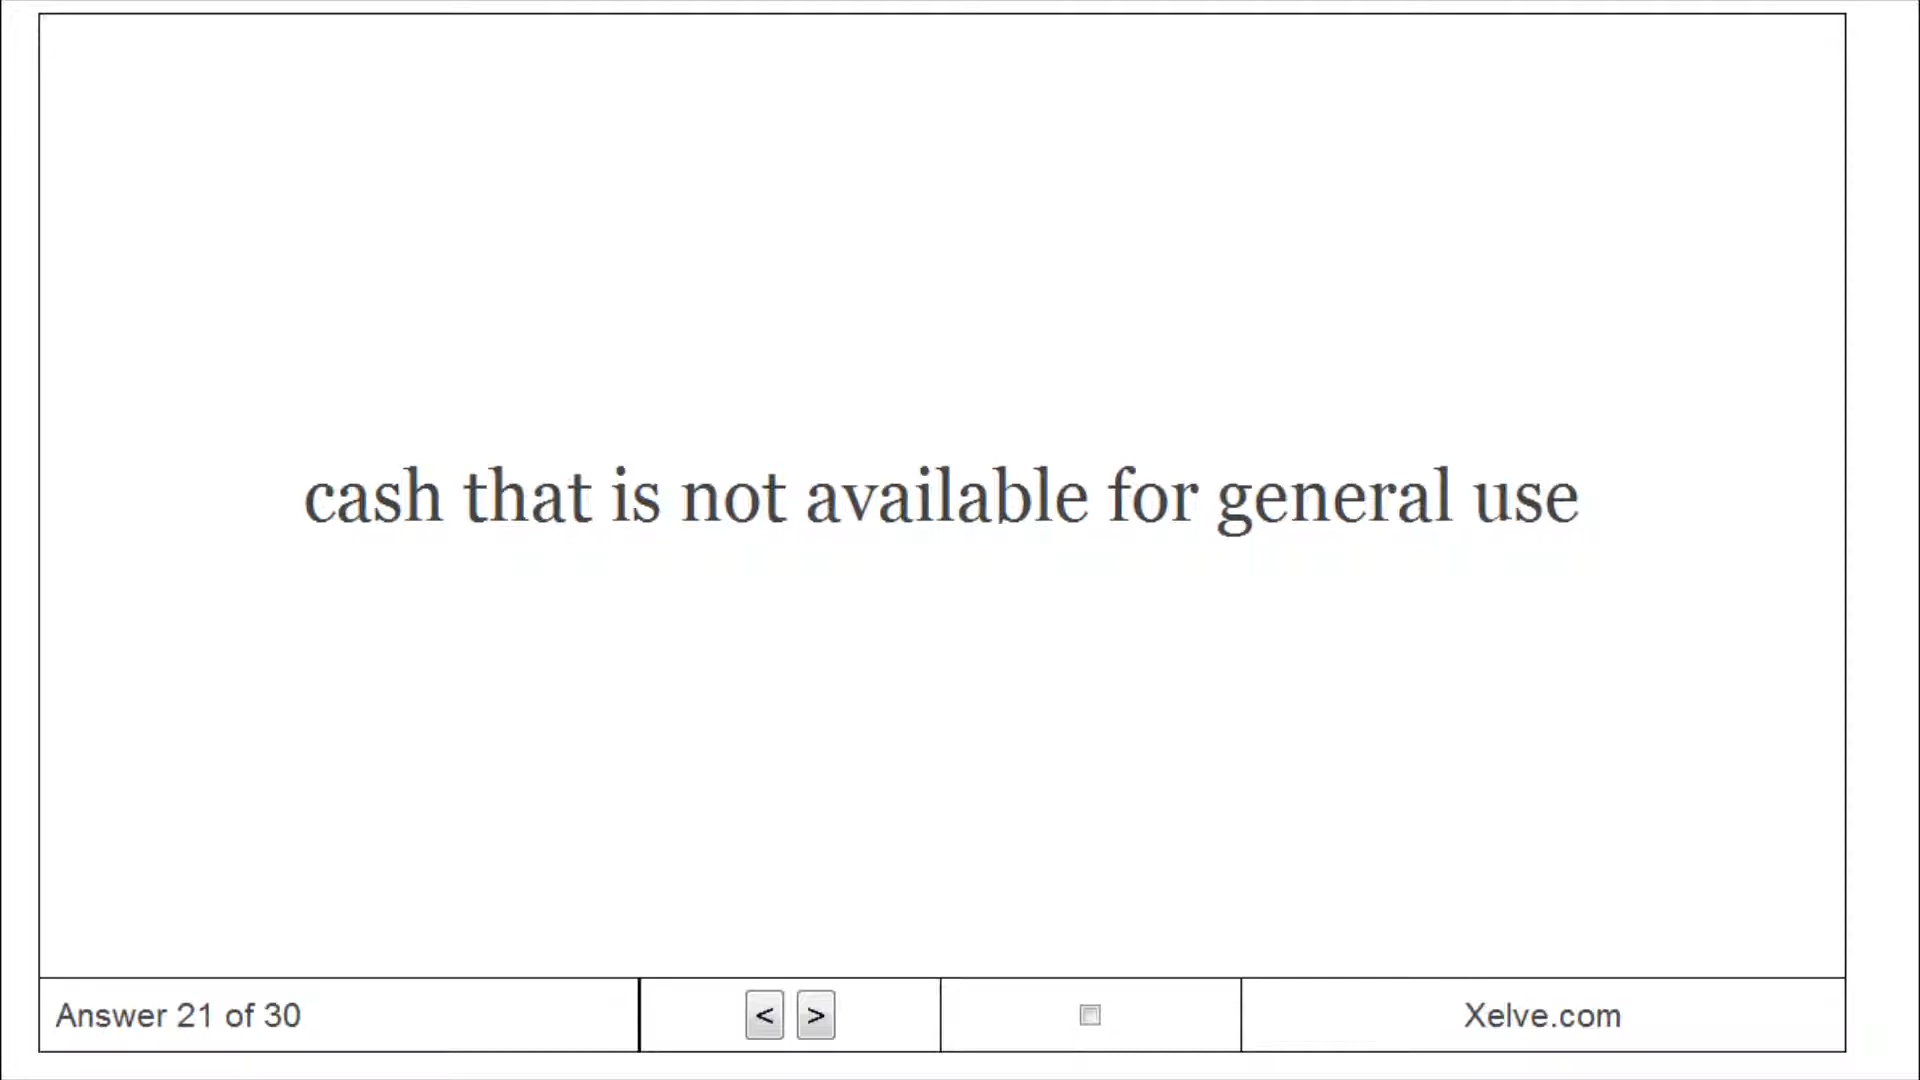 cash that is not available for general use
Answer 21 of 30
< >
Xelve.com